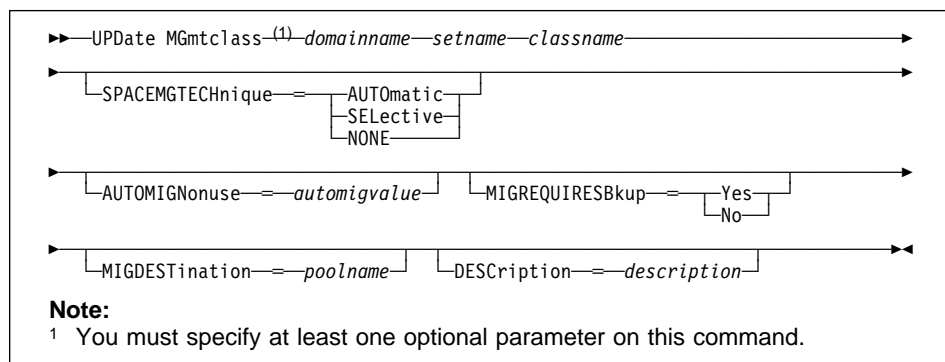 UPDate MGmtclass (1) domainname setname classname
SPACEMGTECHnique = AUTOmatic
SELective
NONE
AUTOMIGNonuse = automigvalue MIGREQUIRESBkup = Yes
No
MIGDESTination = poolname DESCription = description
Note:
1 You must specify at least one optional parameter on this command.